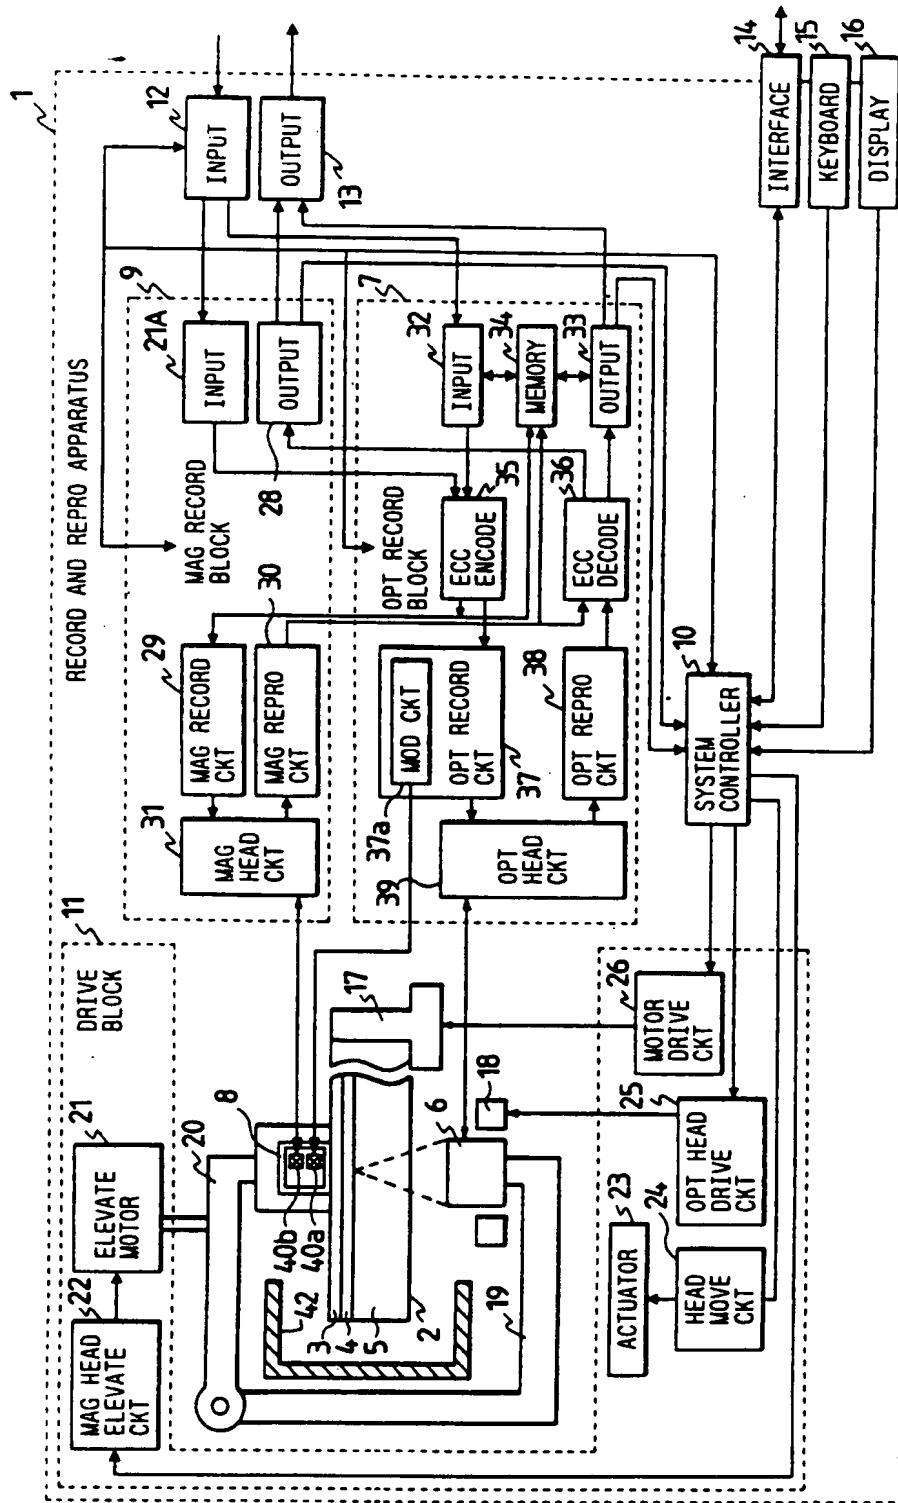 1
RECORD AND REPRO APPARATUS
11
DRIVE
BLOCK
22
MAG HEAD
ELEVATE
CKT
21
ELEVATE
MOTOR
20
8
40b
40a
42
3
4
5
2
17
6
18
19
23
ACTUATOR
24
HEAD
MOVE
CKT
25
OPT HEAD
DRIVE
CKT
26
MOTOR DRIVE
CKT
9
MAG RECORD
BLOCK
31
MAG
HEAD
CKT
29
MAG RECORD
CKT
30
MAG REPRO
CKT
21A
INPUT
OUTPUT
28
12
INPUT
OUTPUT
13
7
OPT RECORD
BLOCK
39
OPT
HEAD
CKT
37a
MOD CKT
OPT RECORD
CKT
37
38
OPT REPRO
CKT
35
ECC
ENCODE
36
ECC
DECODE
32
INPUT
34
MEMORY
33
OUTPUT
10
SYSTEM
CONTROLLER
14
INTERFACE
15
KEYBOARD
16
DISPLAY